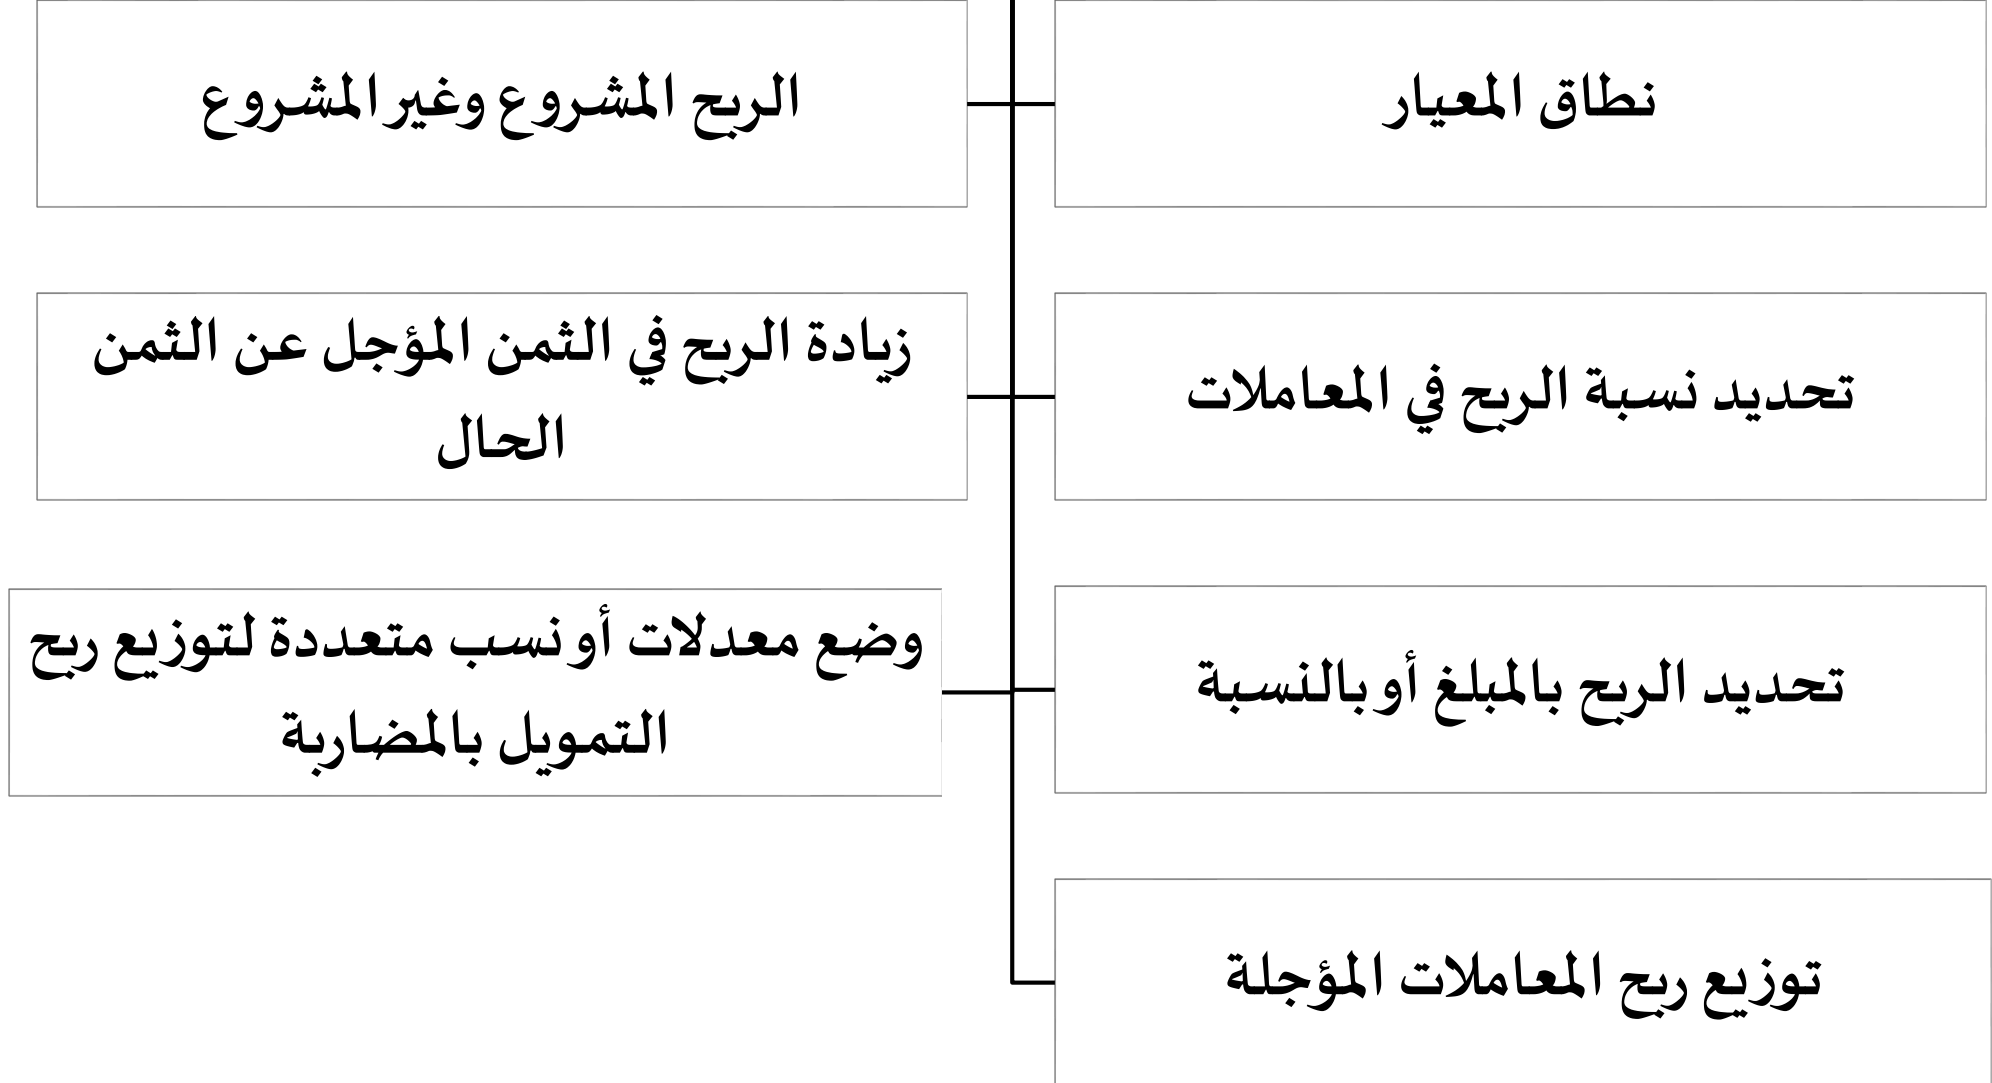 نطاق المعيار
الربح المشروع وغير المشروع
تحديد نسبة الربح في المعاملات
زيادة الربح في الثمن المؤجل عن الثمن
الحال
تحديد الربح بالمبلغ أو بالنسبة
وضع معدلات أو نسب متعددة لتوزيع ربح
التمويل بالمضاربة
توزيع ربح المعاملات المؤجلة